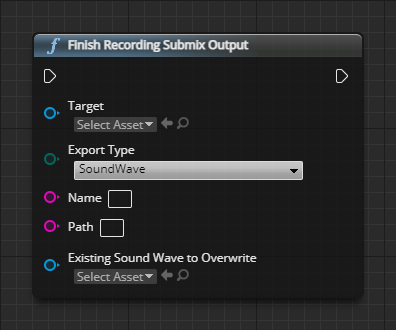 Finish Recording Submix Output
Target
Select Asset
Export Type
SoundWave
Name
Path
Existing Sound Wave to Overwrite
Select Asset